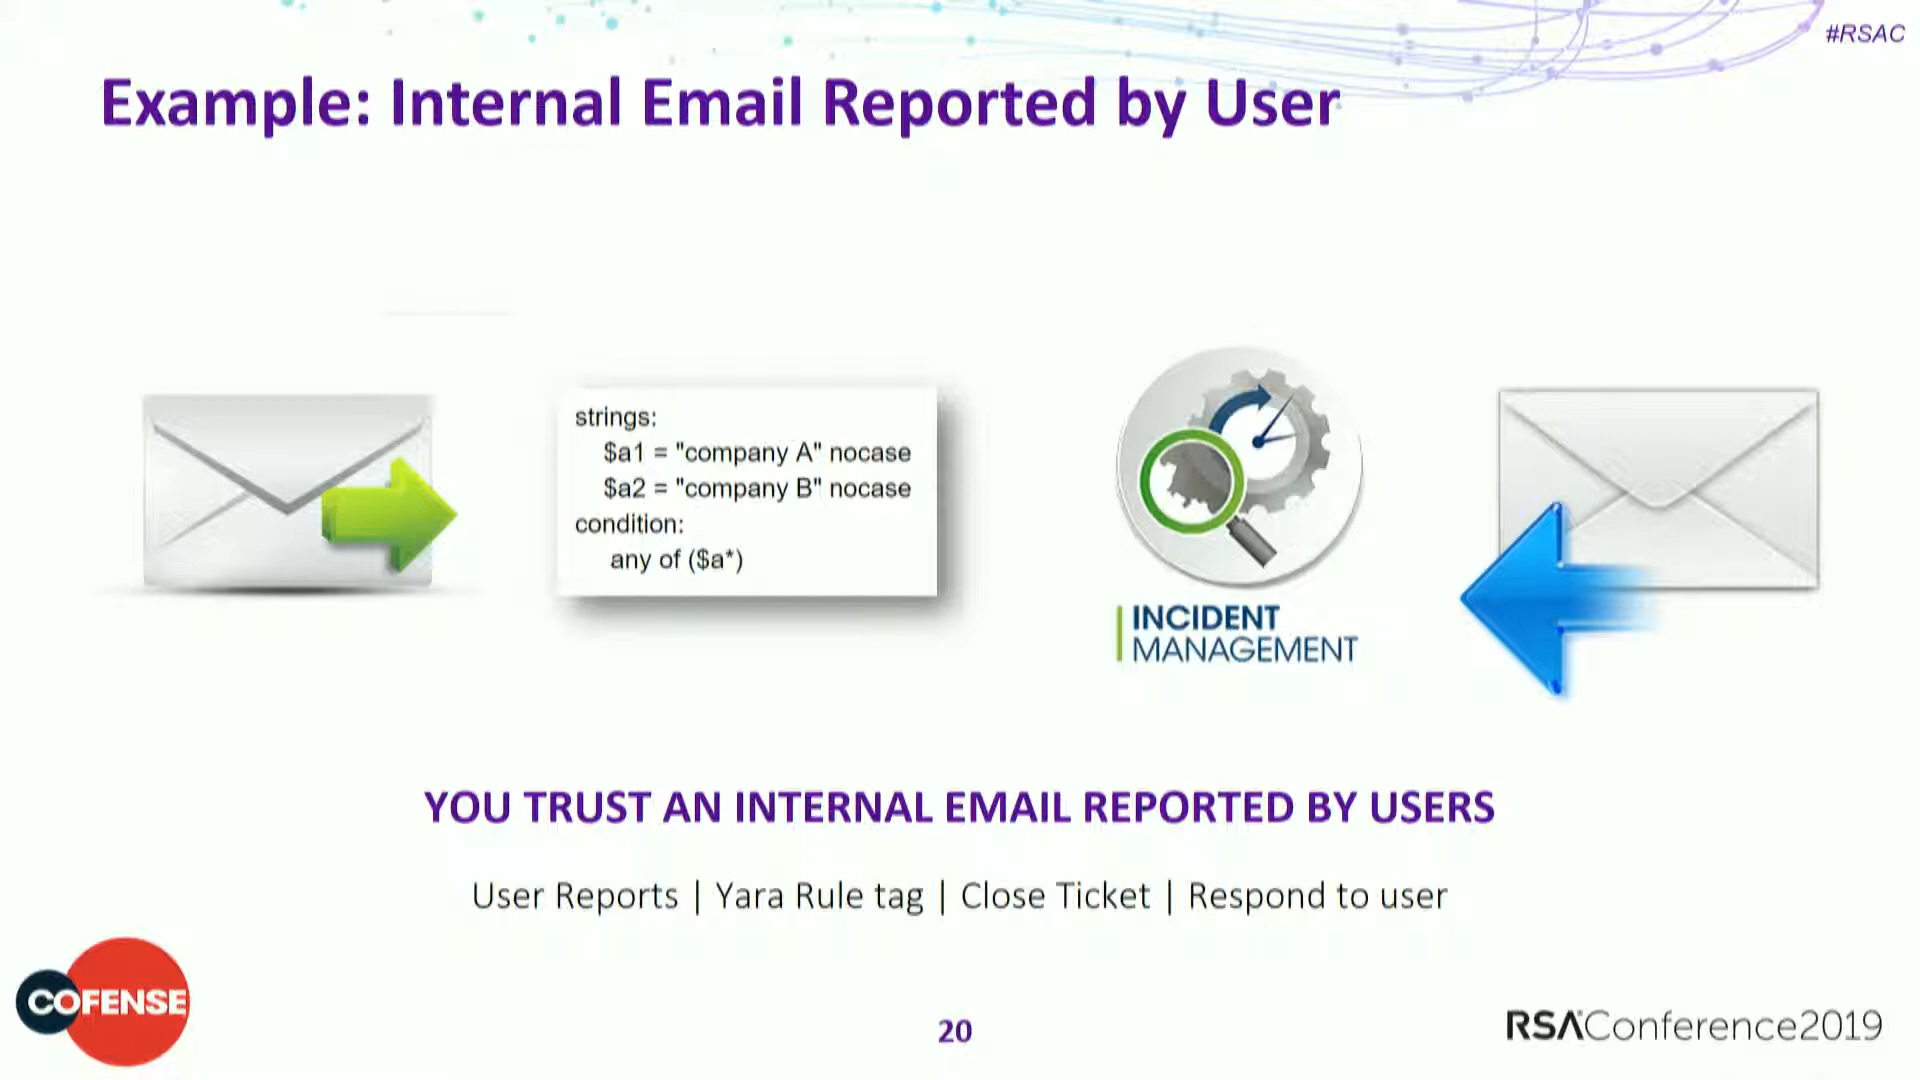 #RSAC
Example: Internal Email Reported by User
strings:
$a1 = "company A" nocase
$a2 = "company B" nocase
condition:
any of ($a*)
INCIDENT
MANAGEMENT
YOU TRUST AN INTERNAL EMAIL REPORTED BY USERS
User Reports | Yara Rule tag | Close Ticket | Respond to user
COFENSE
20
RSAConference2019